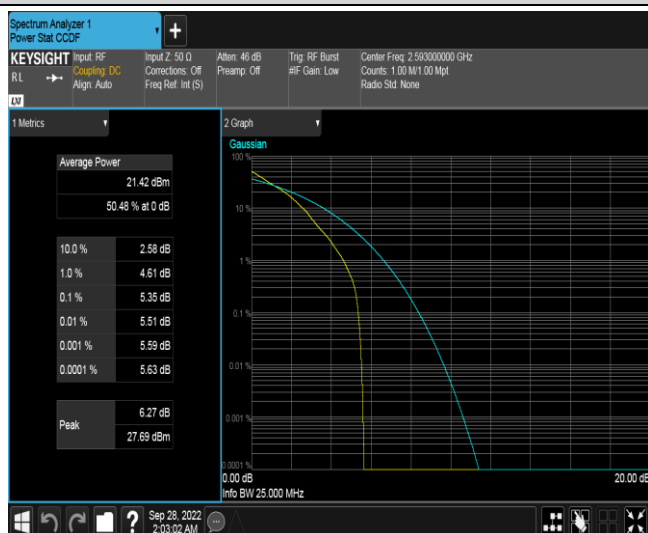 Spectrum Analyzer 1
Power Stat CCDF
+
KEYSIGHT
RL
LXI
Input: RF
Coupling: DC
Align: Auto
Input Z: 50 Ω
Corrections: Off
Freq Ref: Int (S)
Atten: 46 dB
Preamp: Off
Trig: RF Burst
#IF Gain: Low
Center Freq: 2.593000000 GHz
Counts: 1.00 M/1.00 Mpt
Radio Std: None
1 Metrics
Average Power
21.42 dBm
50.48 % at 0 dB
10.0 % 2.58 dB
1.0 % 4.61 dB
0.1 % 5.35 dB
0.01 % 5.51 dB
0.001 % 5.59 dB
0.0001 % 5.63 dB
Peak
6.27 dB
27.69 dBm
2 Graph
Gaussian
100 %
10 %
1 %
0.1 %
0.01 %
0.001 %
0.0001 %
0.00 dB
20.00 dB
Info BW 25.000 MHz
?
Sep 28, 2022
2:03:02 AM